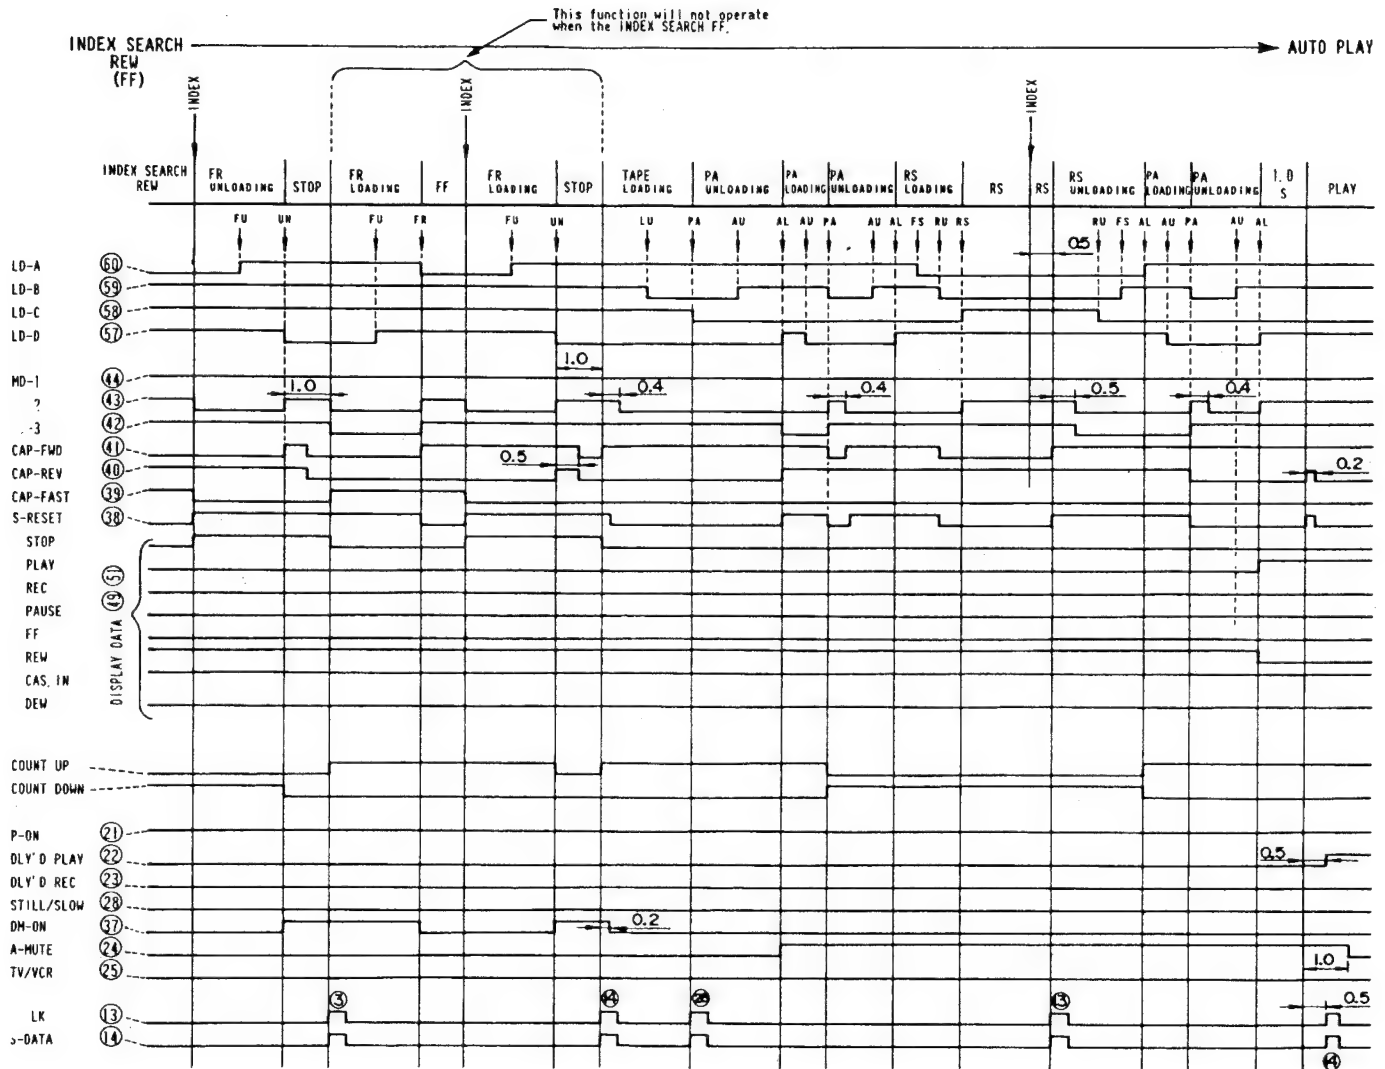 This function will not operate
when the INDEX SEARCH FF.
INDEX SEARCH
REW
(FF)
AUTO PLAY
INDEX
INDEX
INDEX
INDEX SEARCH
REW
FR
UNLOADING
STOP
FR
LOADING
FF
FR
LOADING
STOP
TAPE
LOADING
PA
UNLOADING
PA
LOADING
PA
UNLOADING
RS
LOADING
RS
RS
RS
UNLOADING
PA
LOADING
PA
UNLOADING
1.0
S
PLAY
FU UN FU FR FU UN LU PA AU AL AU PA AU AL FS RU RS RU FS AL AU PA AU AL
0.5
LD-A 60
LD-B 59
LD-C 58
LD-D 57
1.0
MD-1 44
1.0 0.4 0.4 0.5 0.4
2 43
-3 42
CAP-FWD 41
0.5
CAP-REV 40
0.2
CAP-FAST 39
S-RESET 38
STOP
PLAY
REC
PAUSE
FF
REW
CAS. IN
DEW
DISPLAY DATA 49 51
COUNT UP
COUNT DOWN
P-ON 21
DLY'D PLAY 22
0.5
DLY'D REC 23
STILL/SLOW 28
DM-ON 37
0.2
A-MUTE 24
TV/VCR 25
1.0
3 14 26 13
0.5
LK 13
-DATA 14
14